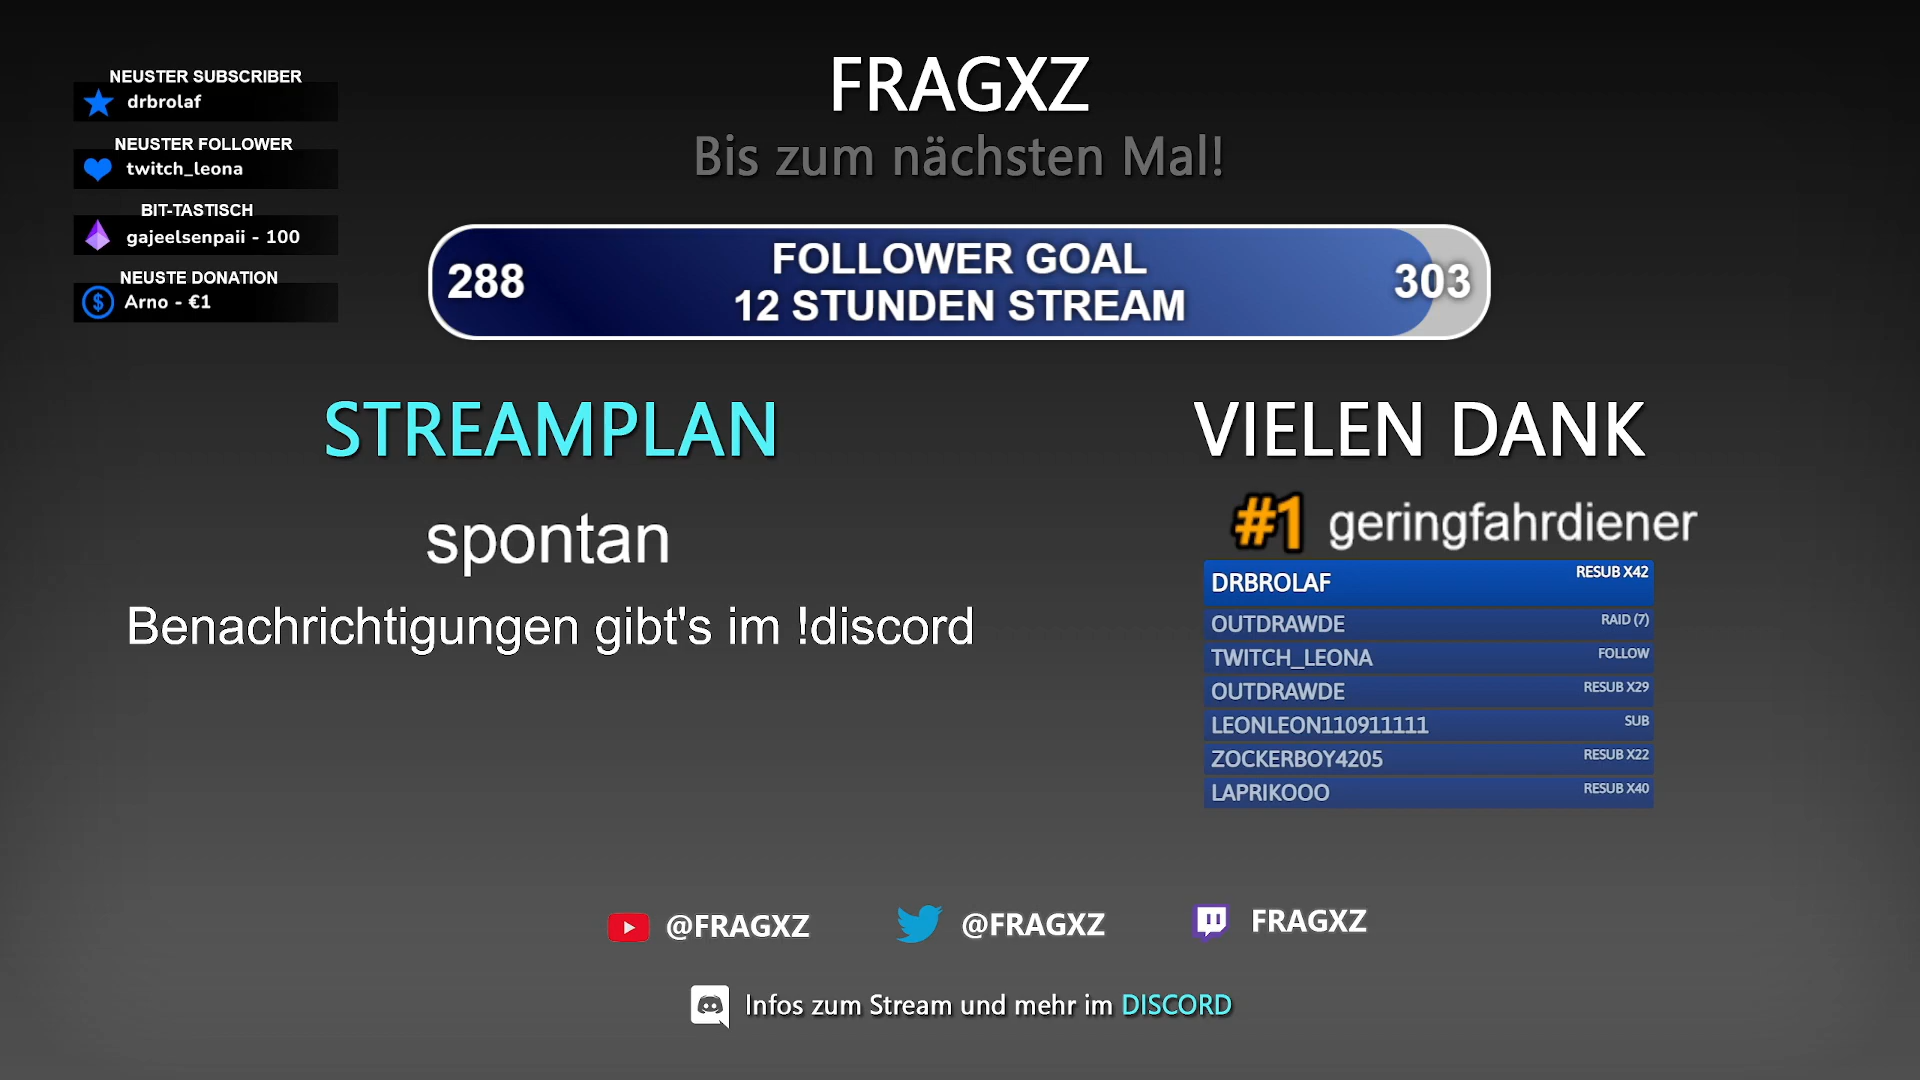 NEUSTER SUBSCRIBER
drbrolaf
NEUSTER FOLLOWER
twitch_leona
BIT-TASTISCH
gajeelsenpaii - 100
NEUSTE DONATION
Arno - €1
FRAGXZ
Bis zum nächsten Mal!
288
FOLLOWER GOAL
12 STUNDEN STREAM
303
STREAMPLAN
spontan
Benachrichtigungen gibt's im !discord
VIELEN DANK
#1 geringfahrdiener
DRBROLAF RESUB X42
OUTDRAWDE RAID (7)
TWITCH_LEONA FOLLOW
OUTDRAWDE RESUB X29
LEONLEON110911111 SUB
ZOCKERBOY4205 RESUB X22
LAPRIKOOO RESUB X40
@FRAGXZ
@FRAGXZ
FRAGXZ
Infos zum Stream und mehr im DISCORD